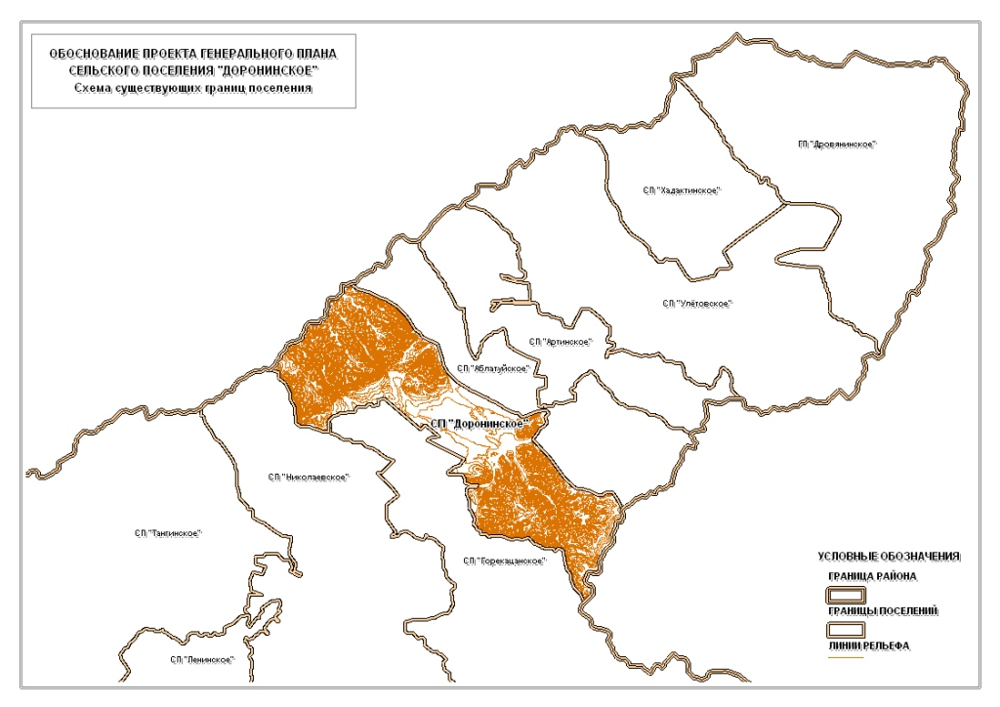 ОБОСНОВАНИЕ ПРОЕКТА ГЕНЕРАЛЬНОГО ПЛАНА
СЕЛЬСКОГО ПОСЕЛЕНИЯ "ДОРОНИНСКОЕ"
Схема существующих границ поселения
ГП "Дровянинское"
СП "Хадактинское"
СП "Улётовское"
СП "Артинское"
СП "Аблатуйское"
СП "Доронинское"
СП "Николаевское"
СП "Тангинское"
СП "Горекацанское"
СП "Ленинское"
УСЛОВНЫЕ ОБОЗНАЧЕНИЯ
ГРАНИЦА РАЙОНА
ГРАНИЦЫ ПОСЕЛЕНИЙ
ЛИНИИ РЕЛЬЕФА